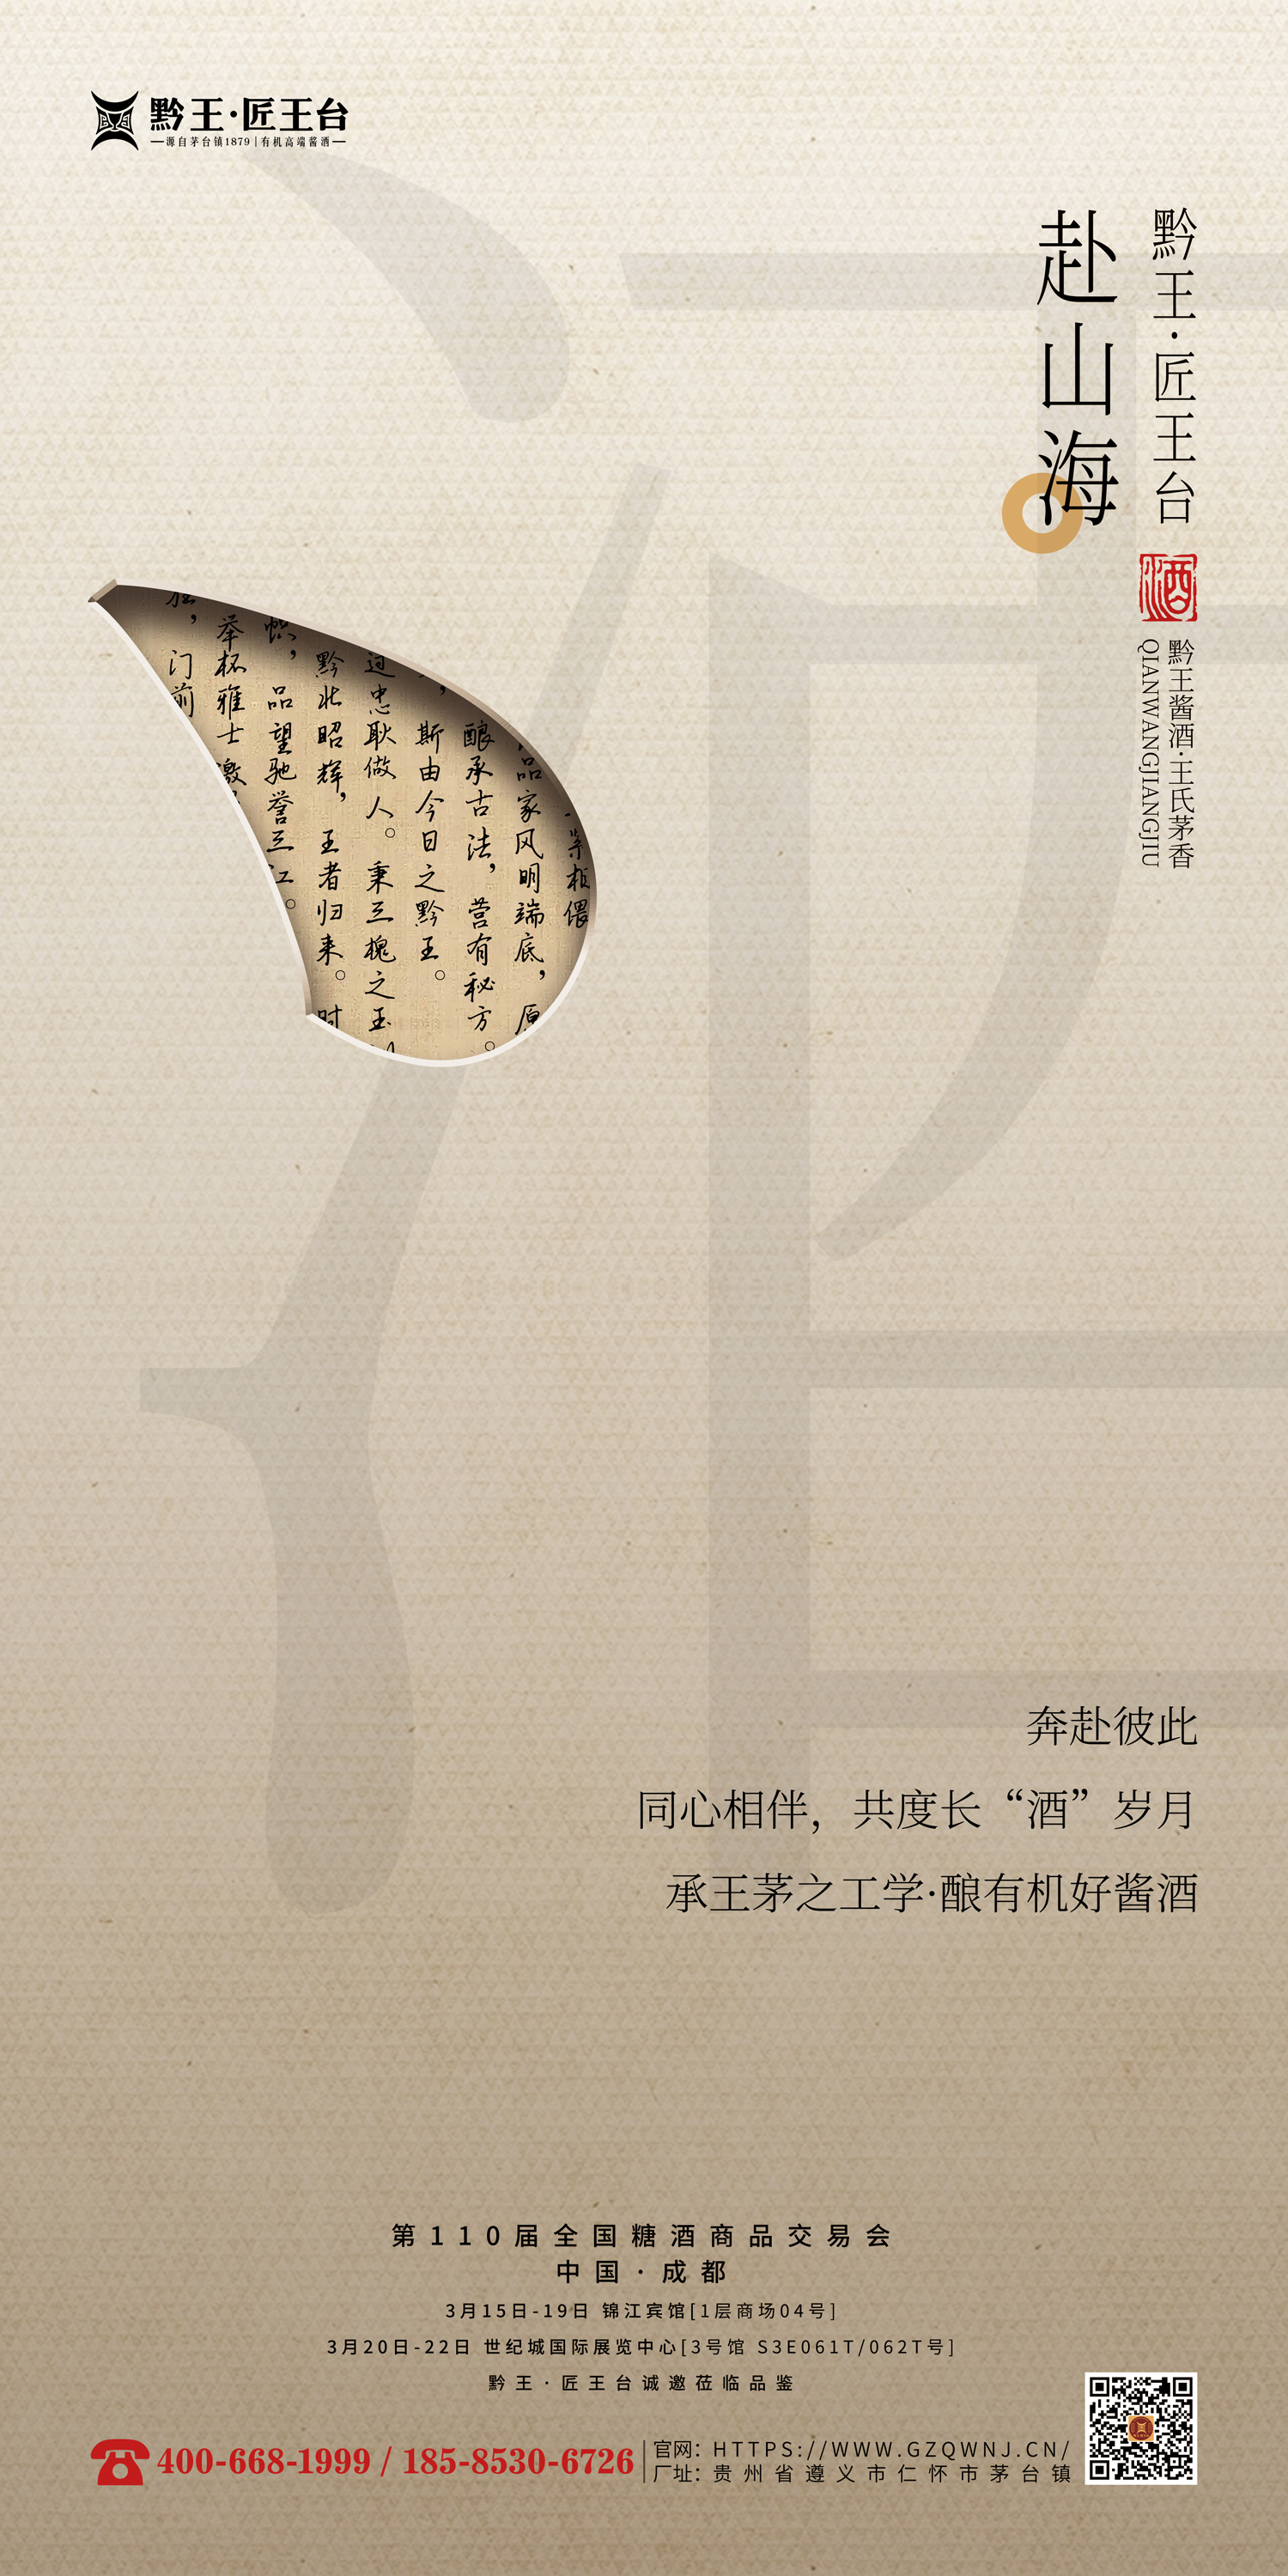 黔王·匠王台
源自茅台镇1879|有机高端酱酒
黔王·匠王台
赴山海
酒
黔王酱酒·王氏茅香
QIANWANGJIANGJIU
酒
品家风明端底，原
酿承古法，营有秘方。
斯由今日之黔王。
过忠耿做人。秉三槐之玉
黔北昭辉，王者归来。时
帜，品望驰誉三江。
举杯雅士激
，门前
奔赴彼此
同心相伴，共度长“酒”岁月
承王茅之工学·酿有机好酱酒
第110届全国糖酒商品交易会
中国·成都
3月15日-19日 锦江宾馆[1层商场04号]
3月20日-22日 世纪城国际展览中心[3号馆 S3E061T/062T号]
黔王·匠王台诚邀莅临品鉴
400-668-1999 / 185-8530-6726
官网：HTTPS://WWW.GZQWNJ.CN/
厂址：贵州省遵义市仁怀市茅台镇